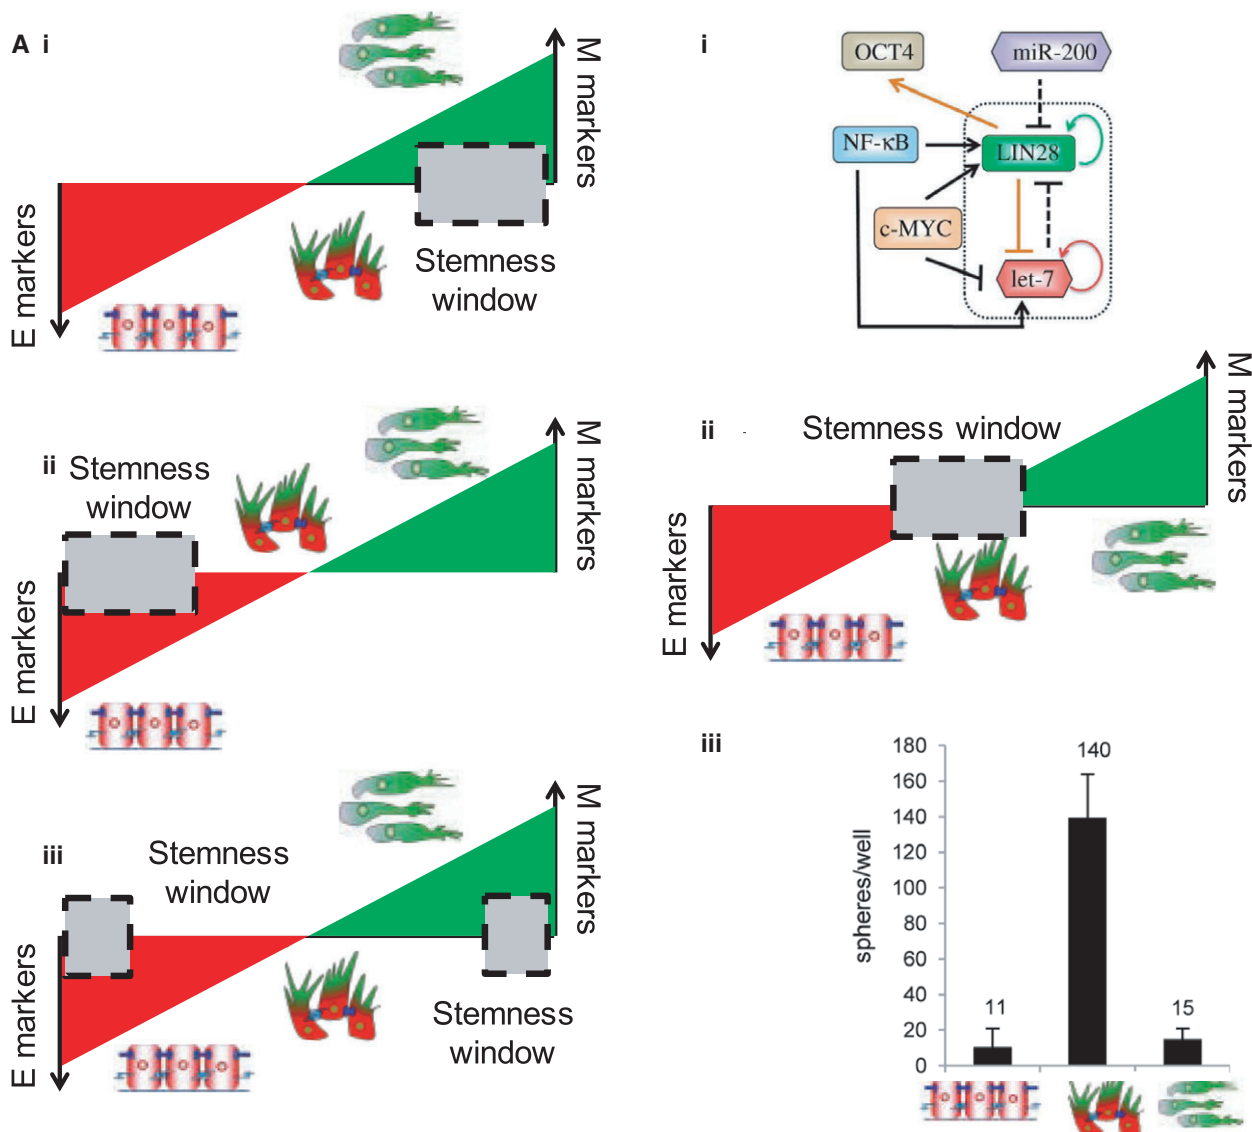 A i
M markers
E markers
Stemness
window
ii
Stemness
window
M markers
E markers
iii
Stemness
window
M markers
E markers
Stemness
window
i
OCT4
miR-200
NF-κB
LIN28
c-MYC
let-7
ii
Stemness window
M markers
E markers
iii
spheres/well
180
160
140
120
100
80
60
40
20
0
11
140
15